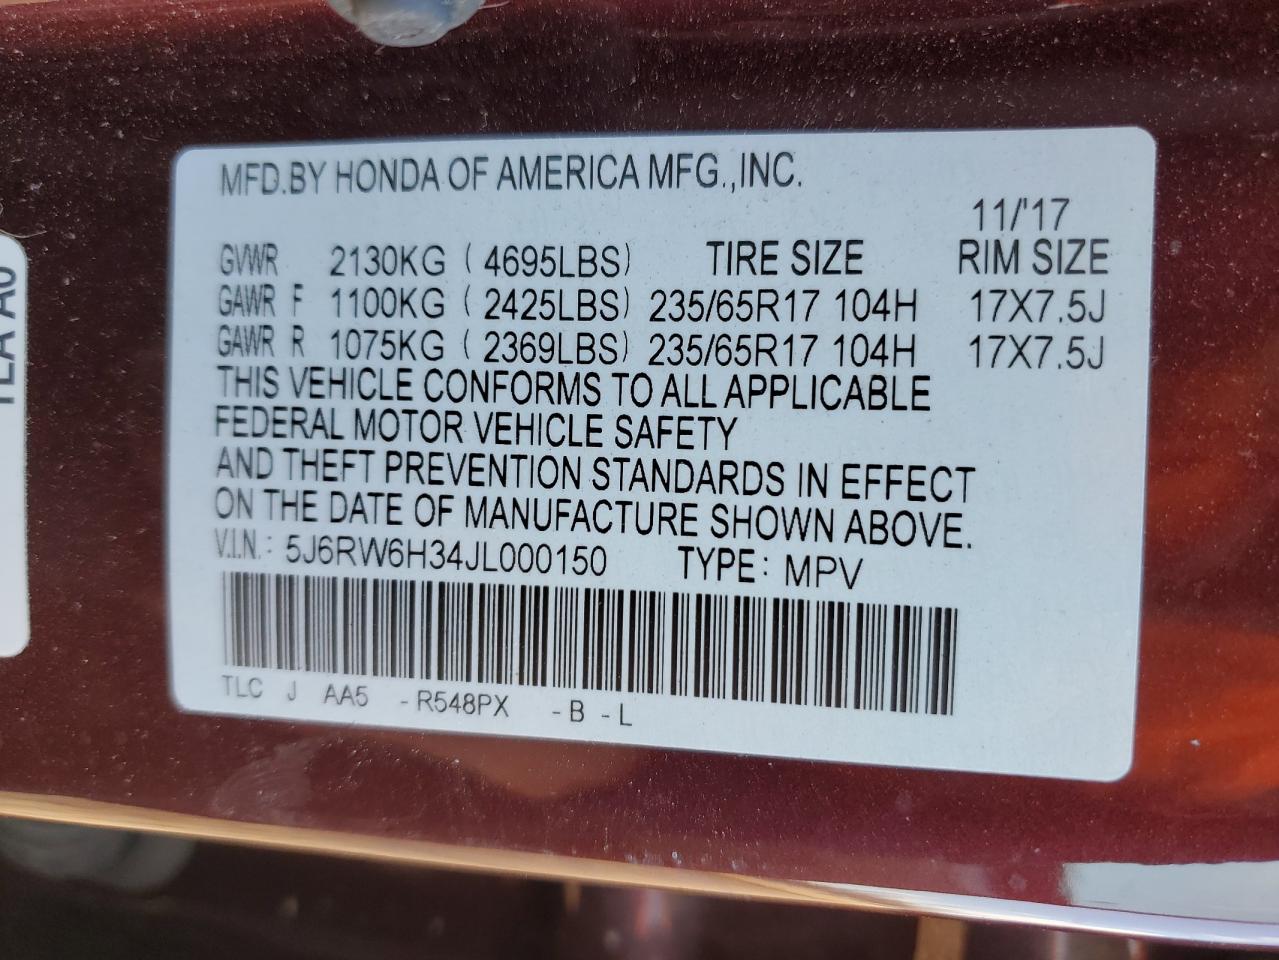 MFD.BY HONDA OF AMERICA MFG.,INC.
11/'17
GVWR 2130KG ( 4695LBS) TIRE SIZE RIM SIZE
GAWR F 1100KG ( 2425LBS) 235/65R17 104H 17X7.5J
GAWR R 1075KG ( 2369LBS) 235/65R17 104H 17X7.5J
THIS VEHICLE CONFORMS TO ALL APPLICABLE
FEDERAL MOTOR VEHICLE SAFETY
AND THEFT PREVENTION STANDARDS IN EFFECT
ON THE DATE OF MANUFACTURE SHOWN ABOVE.
V.I.N.: 5J6RW6H34JL000150 TYPE: MPV
TLC J AA5 -R548PX -B -L